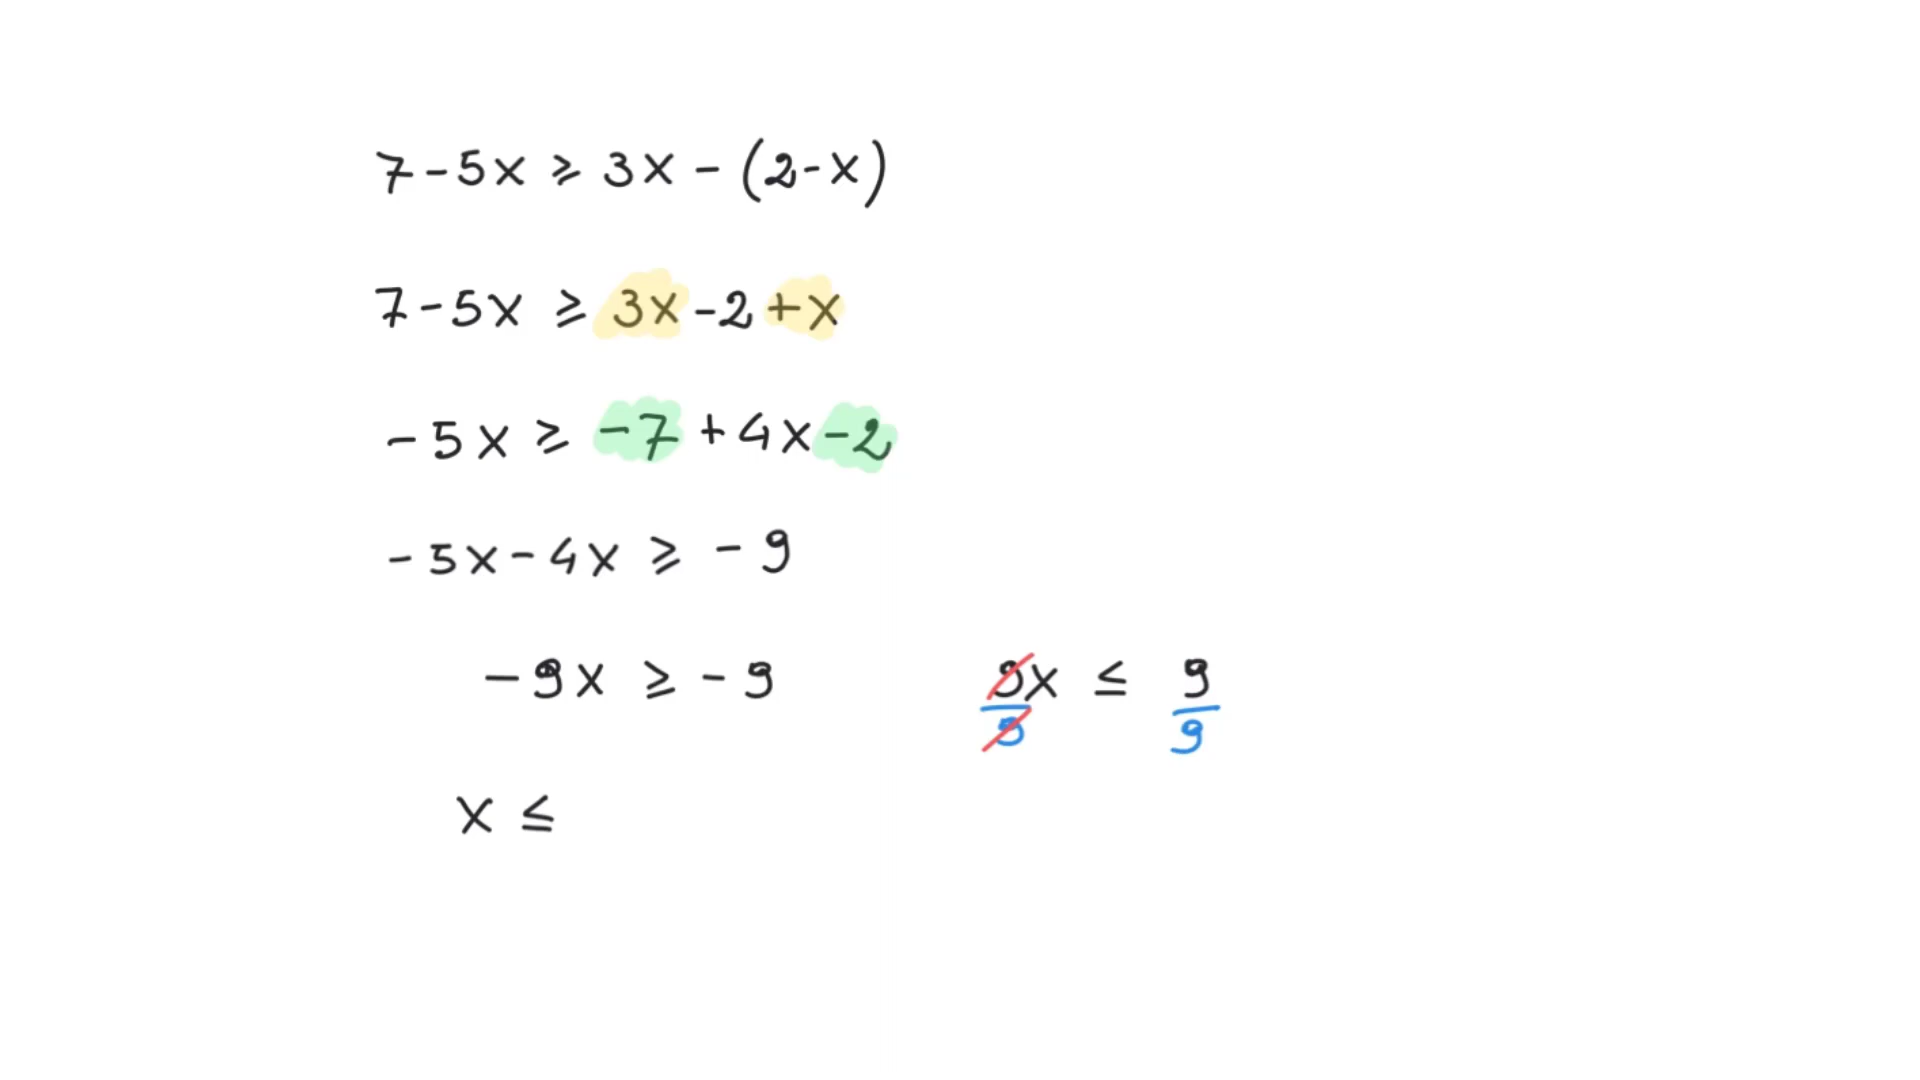 7-5x ≥ 3x - (2-x)
7-5x ≥ 3x -2 +x
-5x ≥ -7 +4x -2
-5x-4x ≥ -9
-9x ≥ -9
9x/9 ≤ 9/9
x ≤